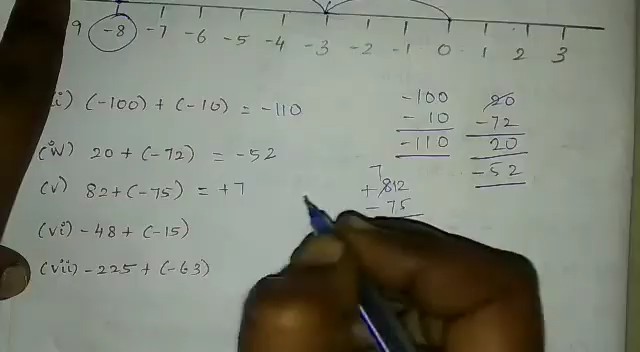 9 -8 -7 -6 -5 -4 -3 -2 -1 0 1 2 3
i) (-100) + (-10) = -110
(iv) 20 + (-72) = -52
(v) 82 + (-75) = +7
(vi) -48 + (-15)
(vii) -225 + (-63)
-100
- 10
-110
20
-72
20
-52
7
+ 812
- 75